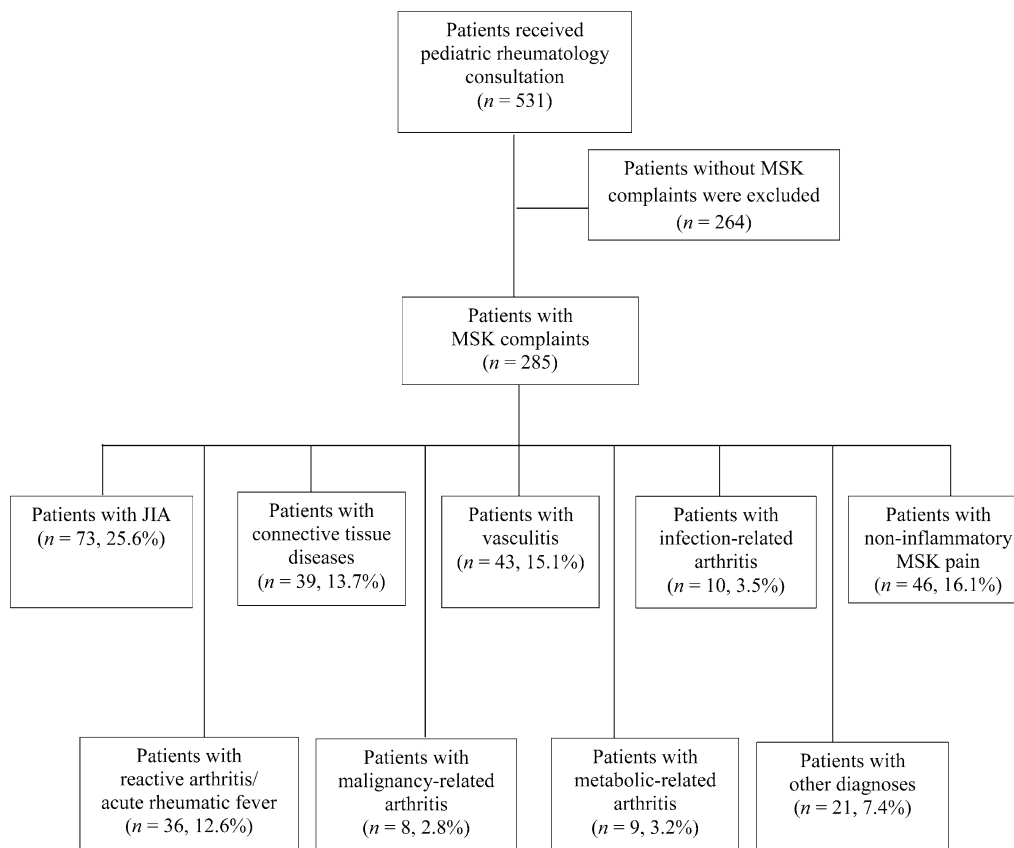 Patients received
pediatric rheumatology
consultation
(n = 531)
Patients without MSK
complaints were excluded
(n = 264)
Patients with
MSK complaints
(n = 285)
Patients with JIA
(n = 73, 25.6%)
Patients with
connective tissue
diseases
(n = 39, 13.7%)
Patients with
vasculitis
(n = 43, 15.1%)
Patients with
infection-related
arthritis
(n = 10, 3.5%)
Patients with
non-inflammatory
MSK pain
(n = 46, 16.1%)
Patients with
reactive arthritis/
acute rheumatic fever
(n = 36, 12.6%)
Patients with
malignancy-related
arthritis
(n = 8, 2.8%)
Patients with
metabolic-related
arthritis
(n = 9, 3.2%)
Patients with
other diagnoses
(n = 21, 7.4%)